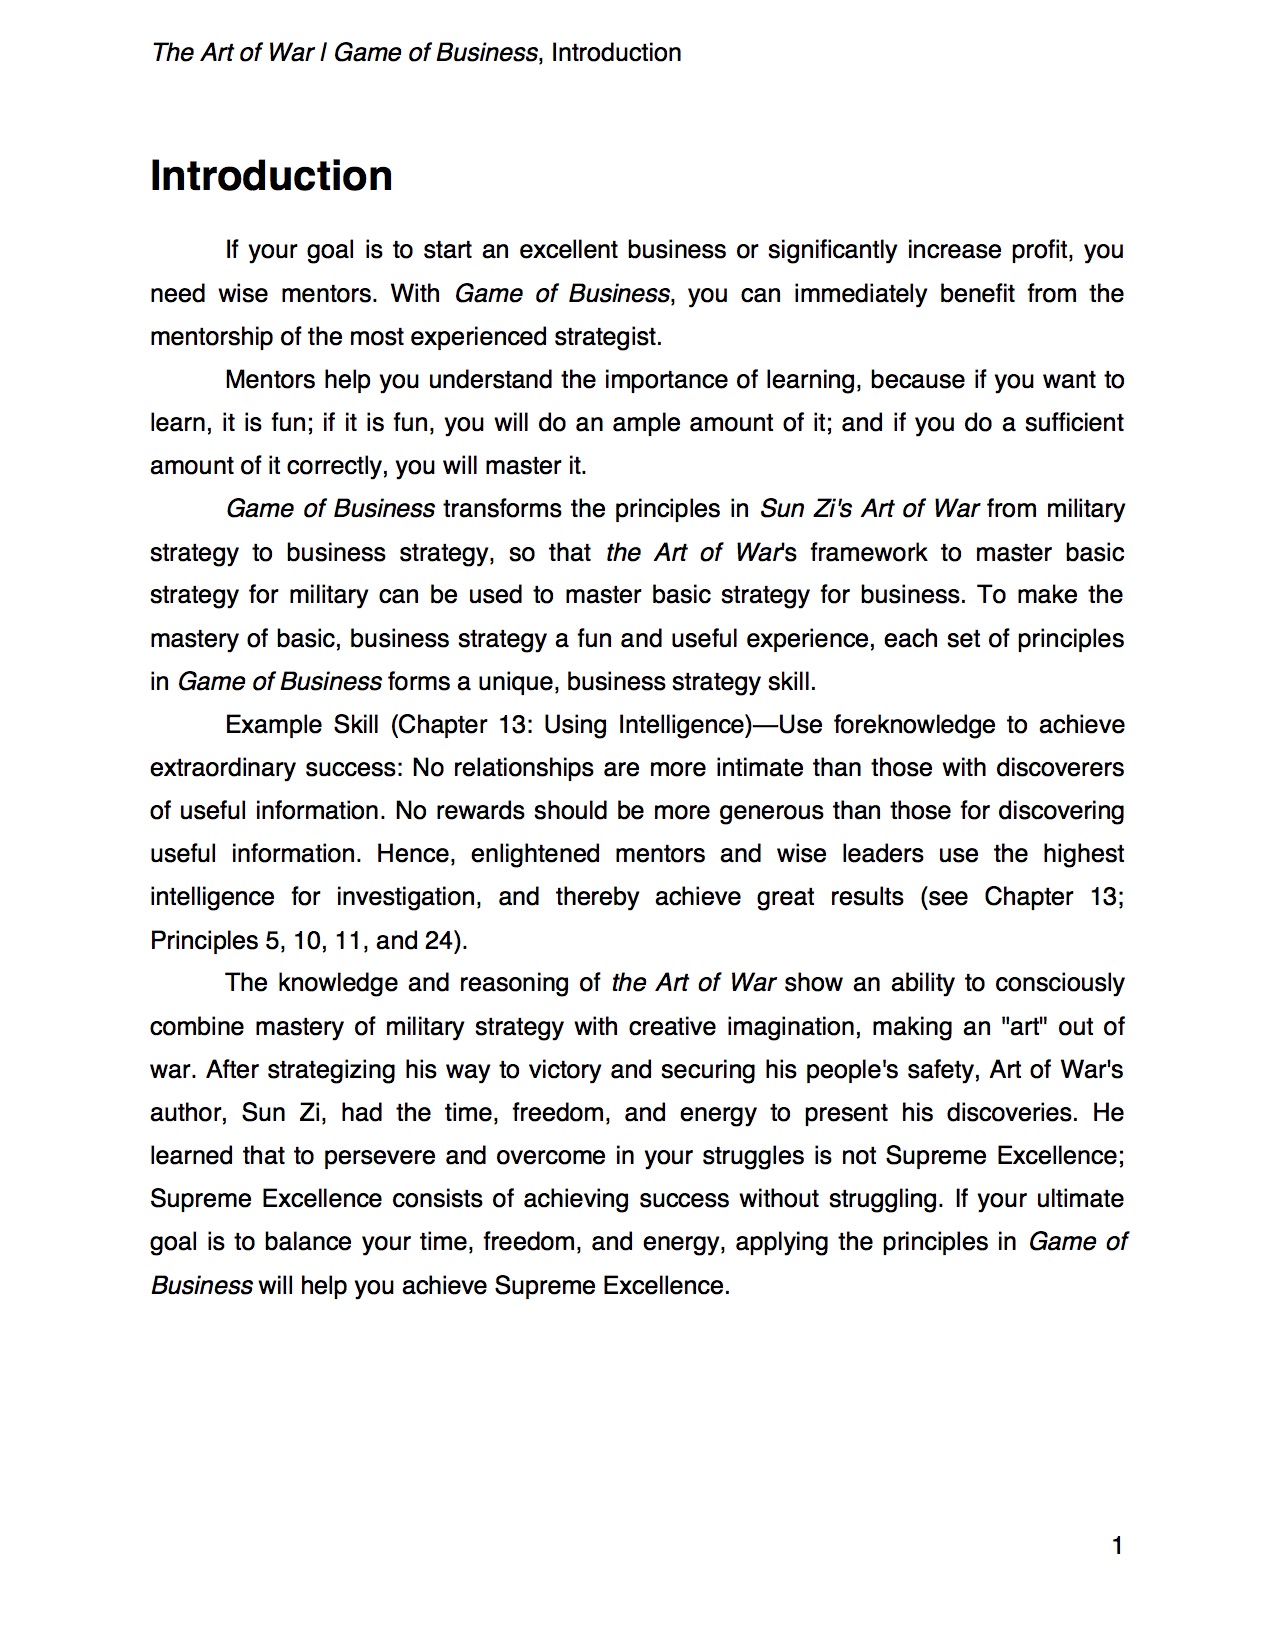 The Art of War / Game of Business, Introduction
Introduction
If your goal is to start an excellent business or significantly increase profit, you
need wise mentors. With Game of Business, you can immediately benefit from the
mentorship of the most experienced strategist.
Mentors help you understand the importance of learning, because if you want to
learn, it is fun; if it is fun, you will do an ample amount of it; and if you do a sufficient
amount of it correctly, you will master it.
Game of Business transforms the principles in Sun Zi's Art of War from military
strategy to business strategy, so that the Art of War's framework to master basic
strategy for military can be used to master basic strategy for business. To make the
mastery of basic, business strategy a fun and useful experience, each set of principles
in Game of Business forms a unique, business strategy skill.
Example Skill (Chapter 13: Using Intelligence)—Use foreknowledge to achieve
extraordinary success: No relationships are more intimate than those with discoverers
of useful information. No rewards should be more generous than those for discovering
useful information. Hence, enlightened mentors and wise leaders use the highest
intelligence for investigation, and thereby achieve great results (see Chapter 13;
Principles 5, 10, 11, and 24).
The knowledge and reasoning of the Art of War show an ability to consciously
combine mastery of military strategy with creative imagination, making an "art" out of
war. After strategizing his way to victory and securing his people's safety, Art of War's
author, Sun Zi, had the time, freedom, and energy to present his discoveries. He
learned that to persevere and overcome in your struggles is not Supreme Excellence;
Supreme Excellence consists of achieving success without struggling. If your ultimate
goal is to balance your time, freedom, and energy, applying the principles in Game of
Business will help you achieve Supreme Excellence.
1